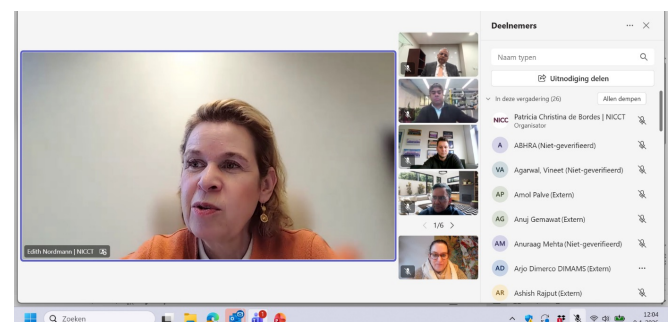 Edith Nordmann | NICCT
1/6
Deelnemers
Naam typen
Uitnodiging delen
In deze vergadering (26)
Allen dempen
NICC
Patricia Christina de Bordes | NICCT
Organisator
A
ABHRA (Niet-geverifieerd)
VA
Agarwal, Vineet (Niet-geverifieerd)
AP
Amol Palve (Extern)
AG
Anuj Gemawat (Extern)
AM
Anuraag Mehta (Niet-geverifieerd)
AD
Arjo Dimerco DIMAMS (Extern)
AR
Ashish Rajput (Extern)
Zoeken
12:04